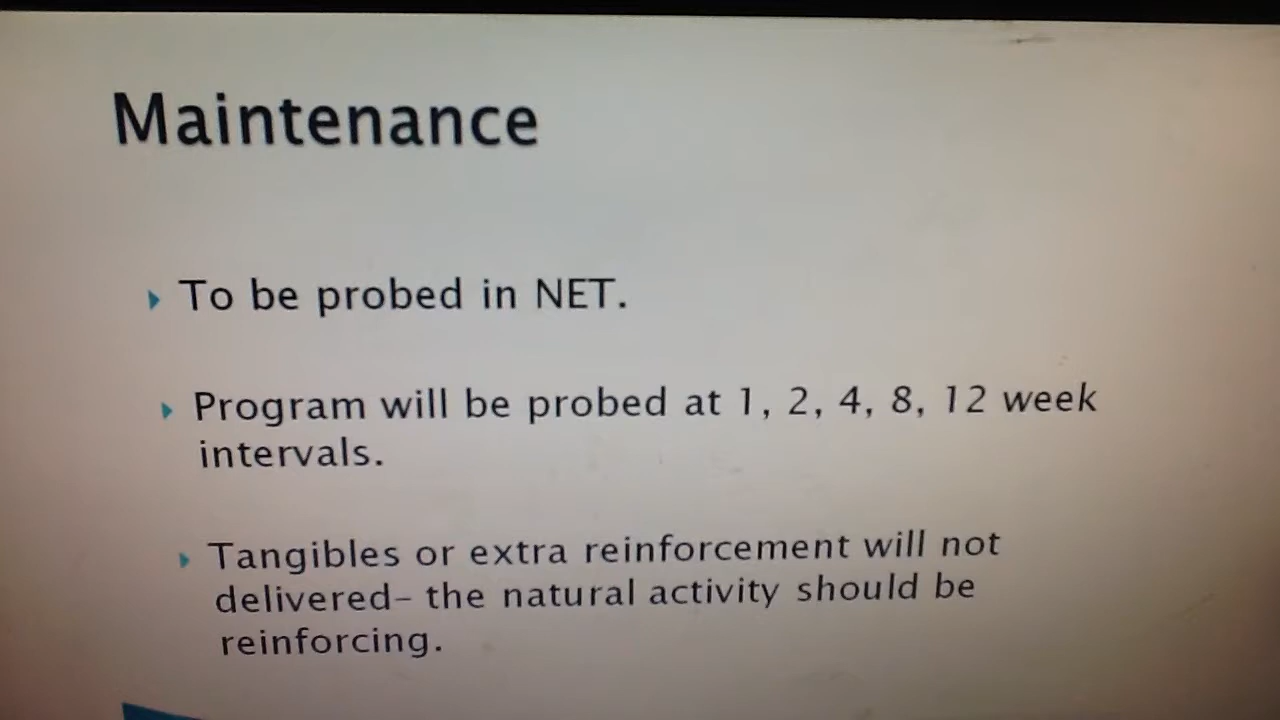 Maintenance
To be probed in NET.
Program will be probed at 1, 2, 4, 8, 12 week
intervals.
Tangibles or extra reinforcement will not
delivered– the natural activity should be
reinforcing.